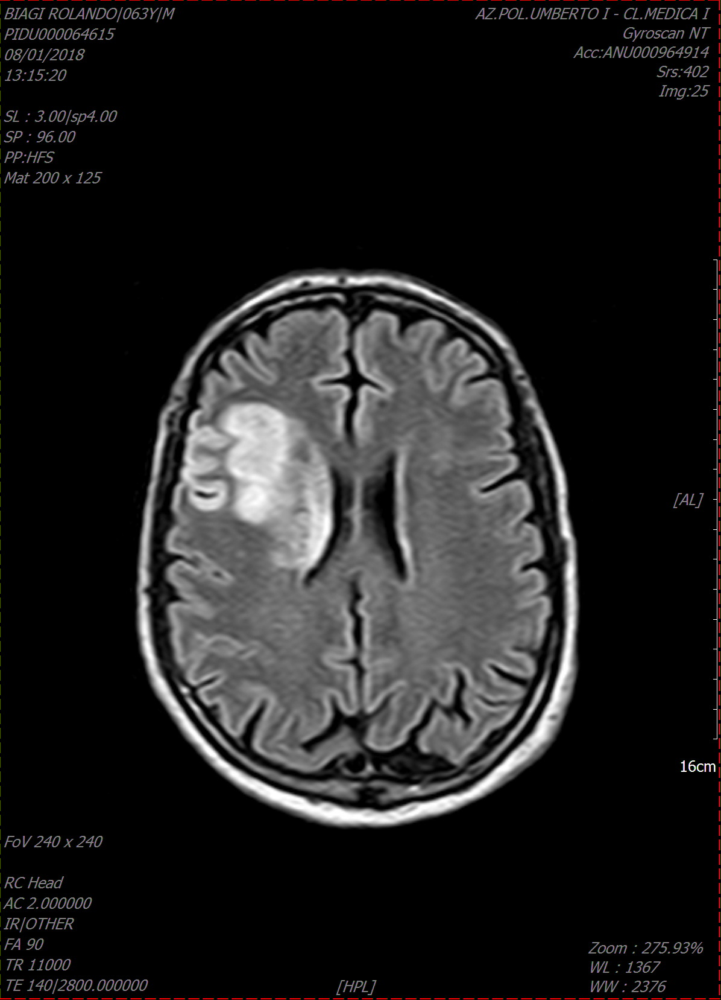 BIAGI ROLANDO|063Y|M
PIDU000064615
08/01/2018
13:15:20
SL : 3.00|sp4.00
SP : 96.00
PP:HFS
Mat 200 x 125
AZ.POL.UMBERTO I - CL.MEDICA I
Gyroscan NT
Acc:ANU000964914
Srs:402
Img:25
[AL]
16cm
FoV 240 x 240
RC Head
AC 2.000000
IR|OTHER
FA 90
TR 11000
TE 140|2800.000000
[HPL]
Zoom : 275.93%
WL : 1367
WW : 2376